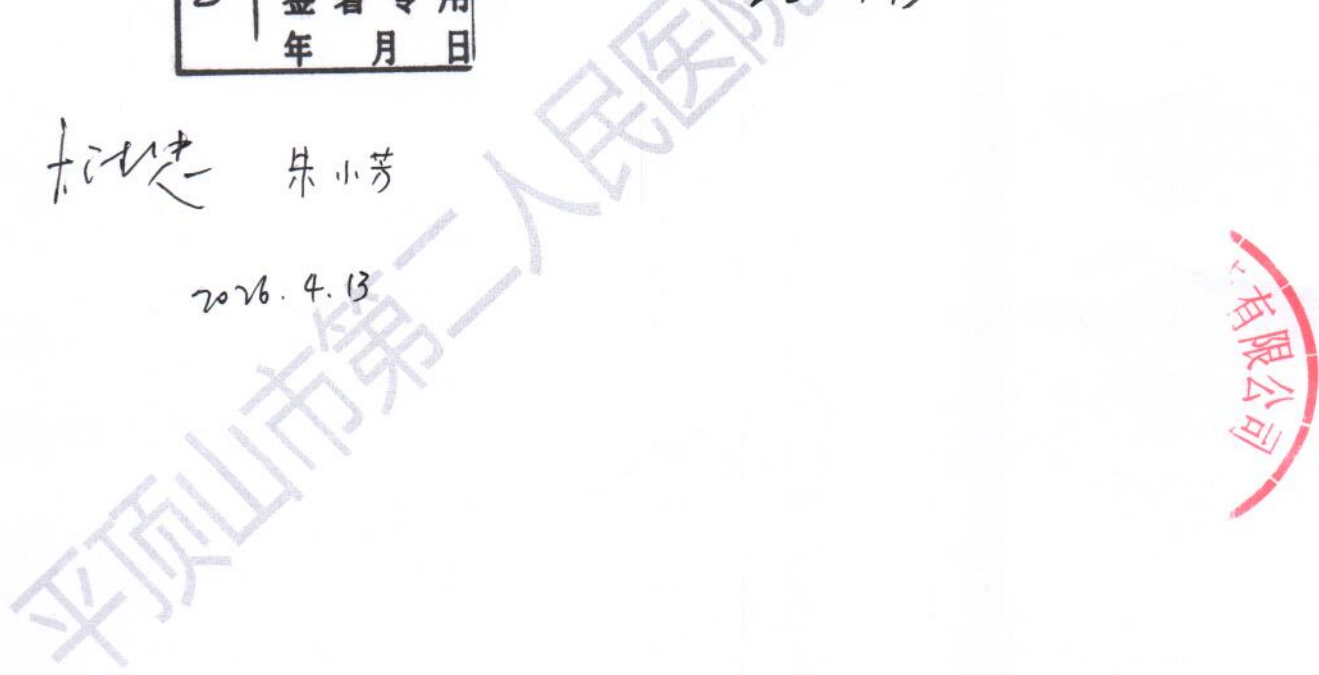 签署专用
年 月 日
朱小芳
2026.4.13
平顶山市第二人民医院
有限公司